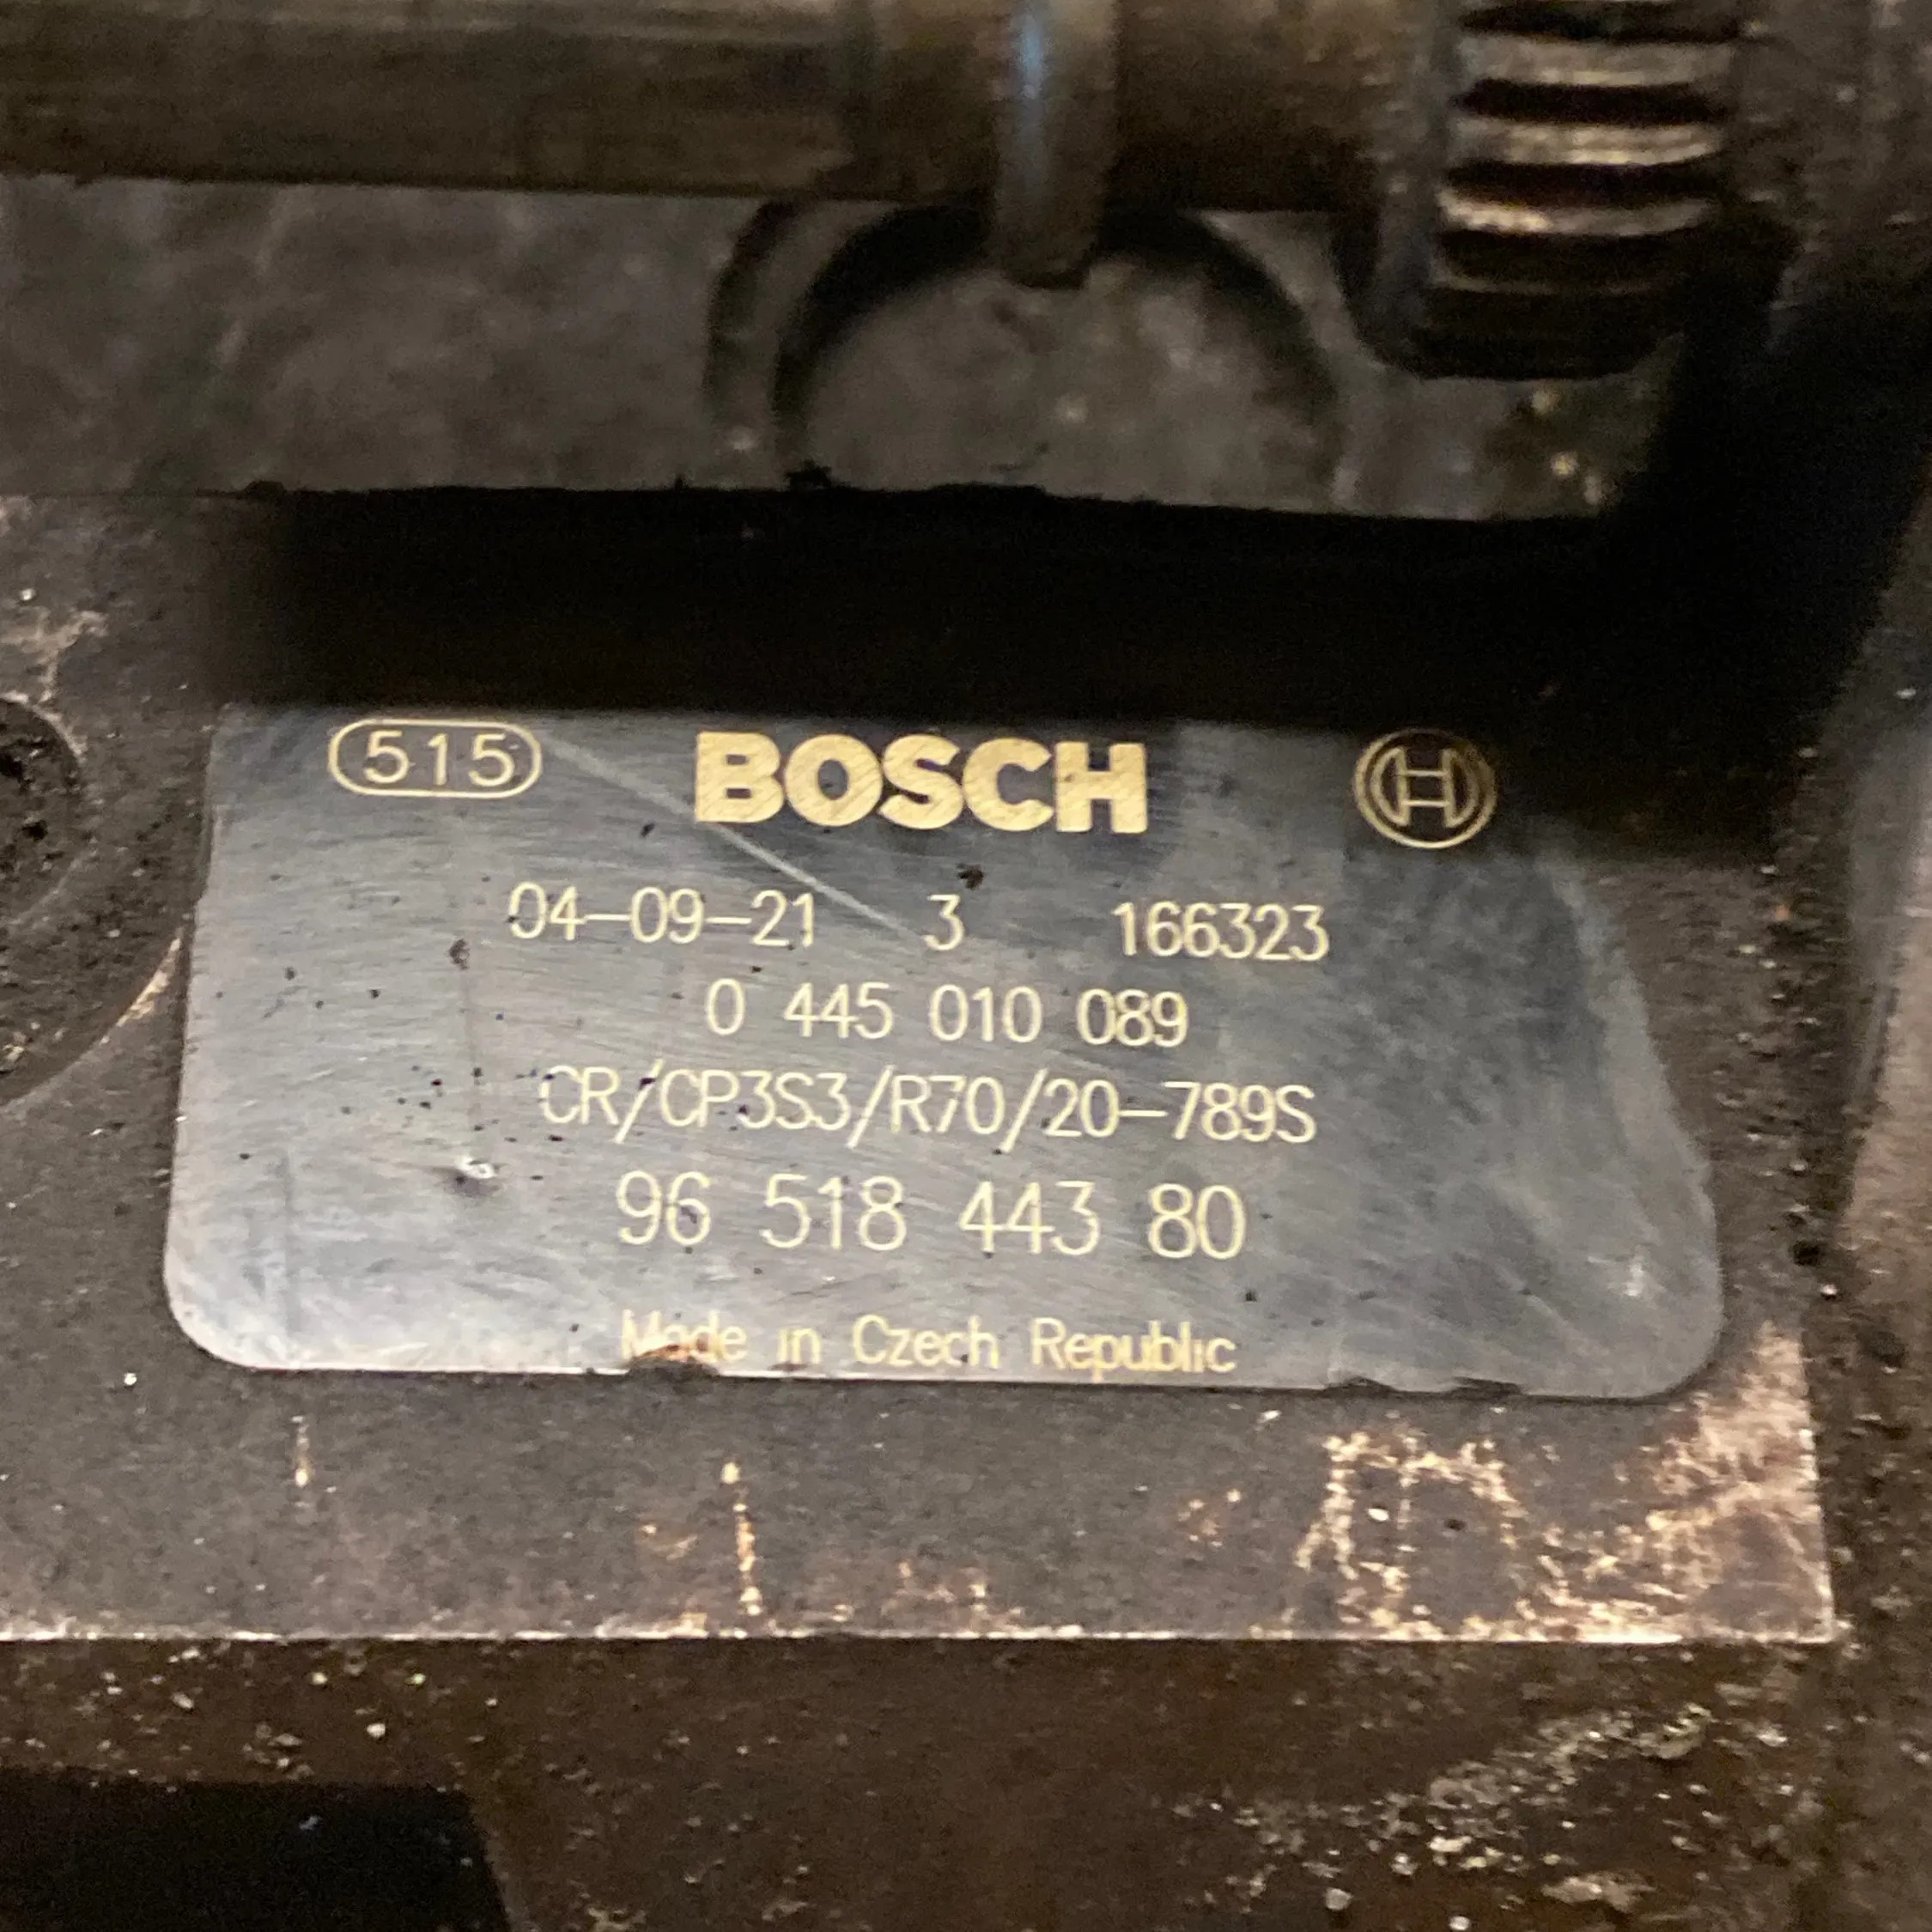 515 BOSCH
04-09-21 3 166323
0 445 010 089
CR/CP3S3/R70/20-789S
96 518 443 80
Made in Czech Republic